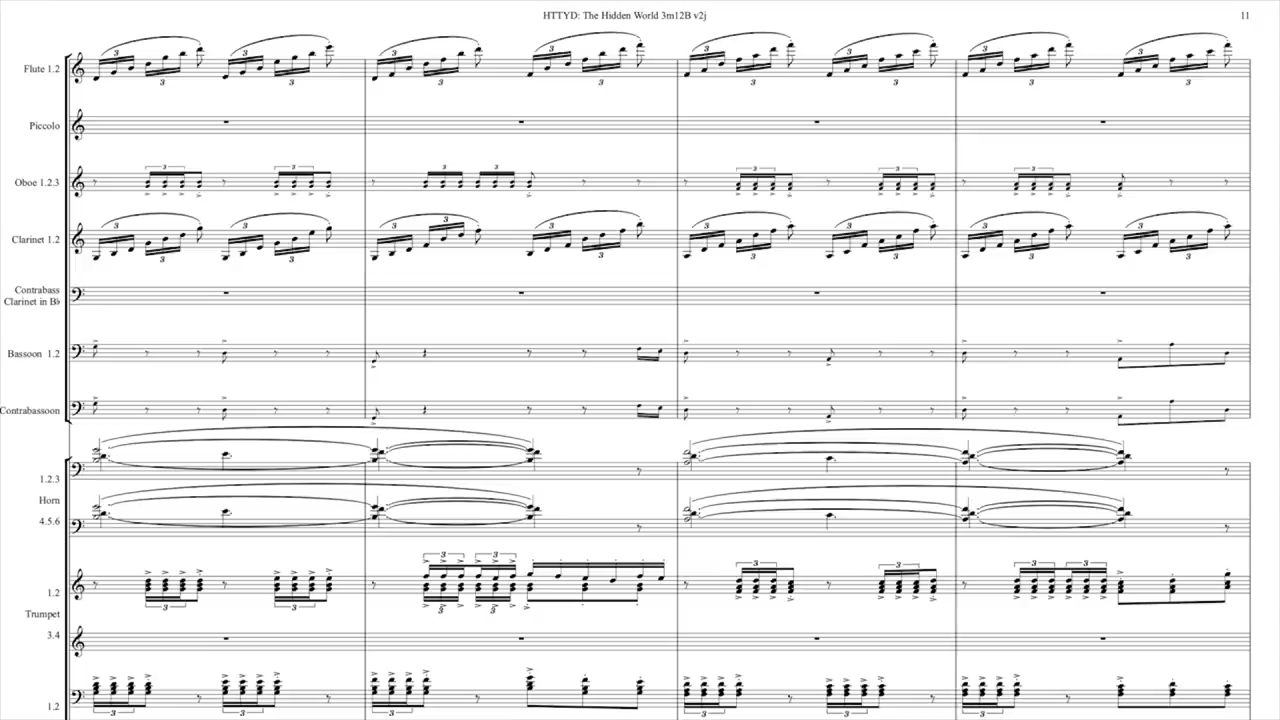 HTTYD: The Hidden World 3m12B v2j
11
Flute 1.2
Piccolo
Oboe 1.2.3
Clarinet 1.2
Contrabass
Clarinet in B♭
Bassoon 1.2
Contrabassoon
1.2.3
Horn
4.5.6
1.2
Trumpet
3.4
1.2